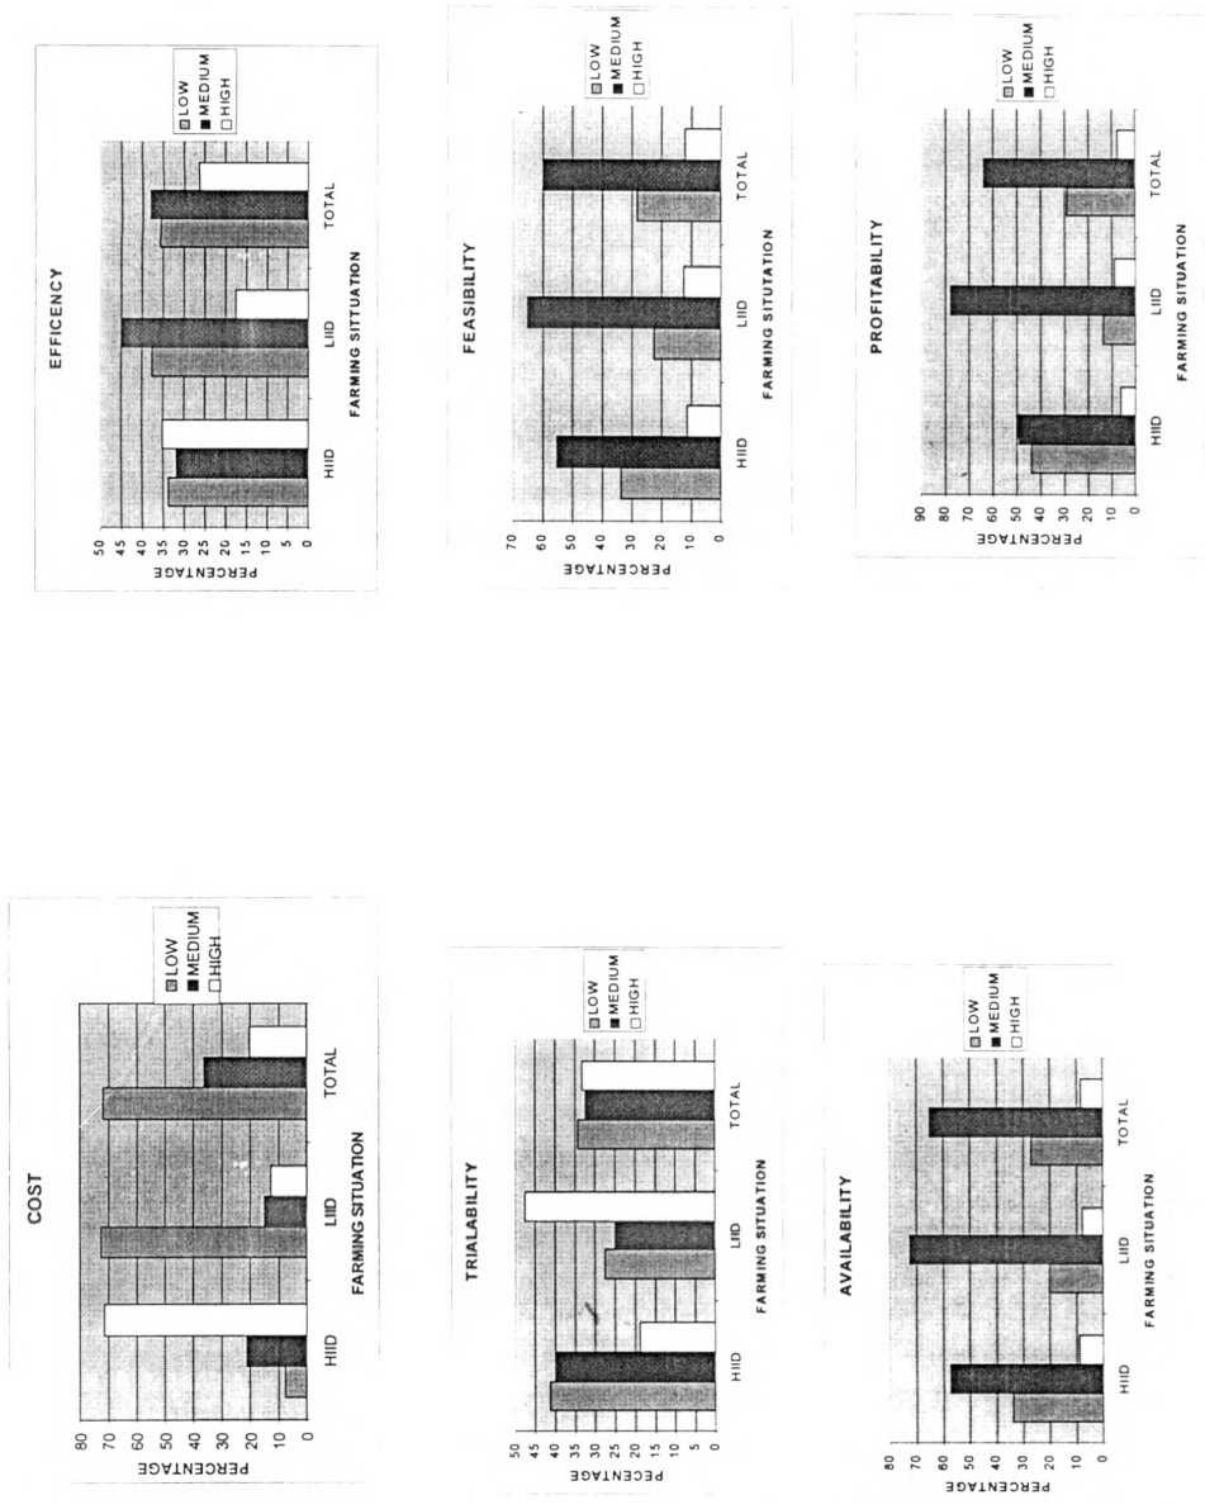 COST
80
70
60
50
40
30
20
10
0
PERCENTAGE
HIID LIID TOTAL
FARMING SITUATION
LOW
MEDIUM
HIGH
EFFICENCY
50
45
40
35
30
25
20
15
10
5
0
PERCENTAGE
HIID LIID TOTAL
FARMING SITTUATION
LOW
MEDIUM
HIGH
TRIALABILITY
50
45
40
35
30
25
20
15
10
5
0
PECENTAGE
HIID LIID TOTAL
FARMING SITUATION
LOW
MEDIUM
HIGH
FEASIBILITY
70
60
50
40
30
20
10
0
PERCENTAGE
HIID LIID TOTAL
FARMING SITUTATION
LOW
MEDIUM
HIGH
AVAILABILITY
80
70
60
50
40
30
20
10
0
PERCENTAGE
HIID LIID TOTAL
FARMING SITUATION
LOW
MEDIUM
HIGH
PROFITABILITY
90
80
70
60
50
40
30
20
10
0
PERCENTAGE
HIID LIID TOTAL
FARMING SITUATION
LOW
MEDIUM
HIGH